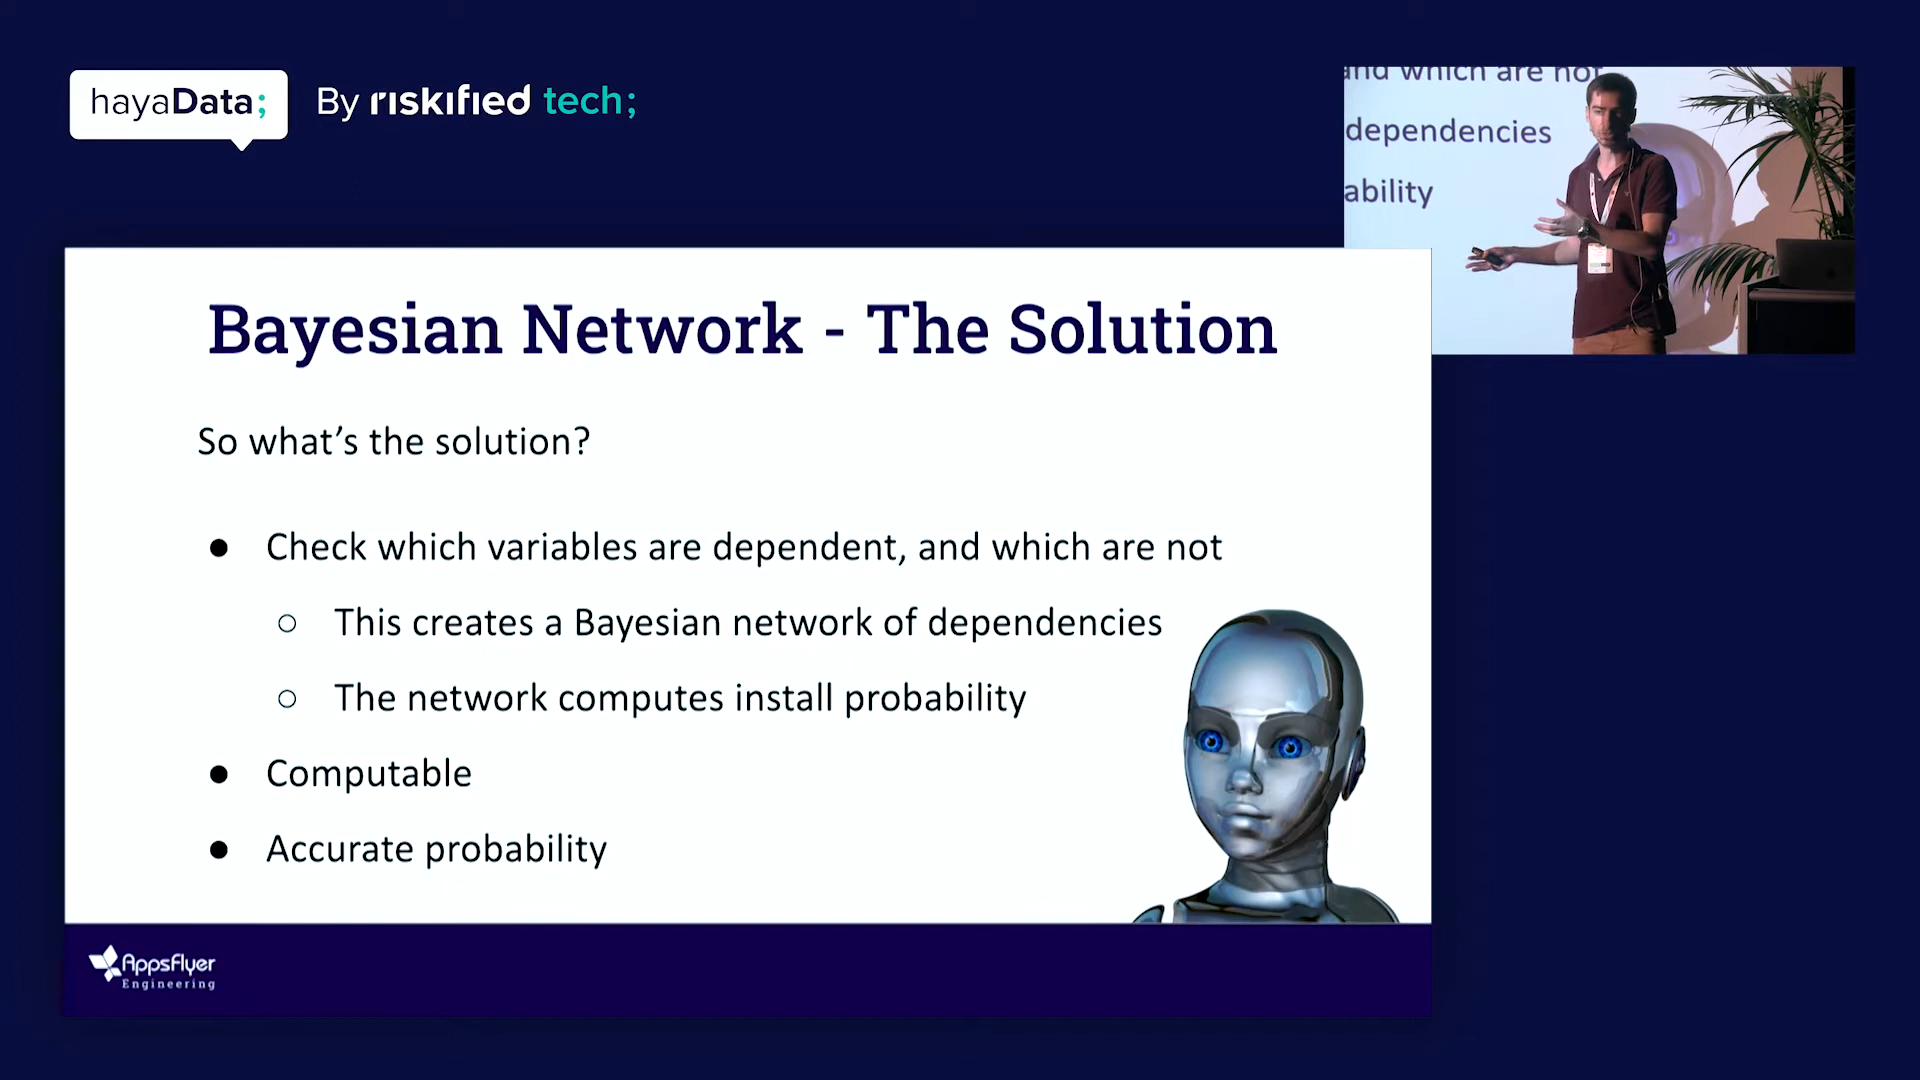 hayaData;
By riskified tech;
and which are not
dependencies
ability
Bayesian Network - The Solution
So what's the solution?
● Check which variables are dependent, and which are not
○ This creates a Bayesian network of dependencies
○ The network computes install probability
● Computable
● Accurate probability
AppsFlyer
Engineering